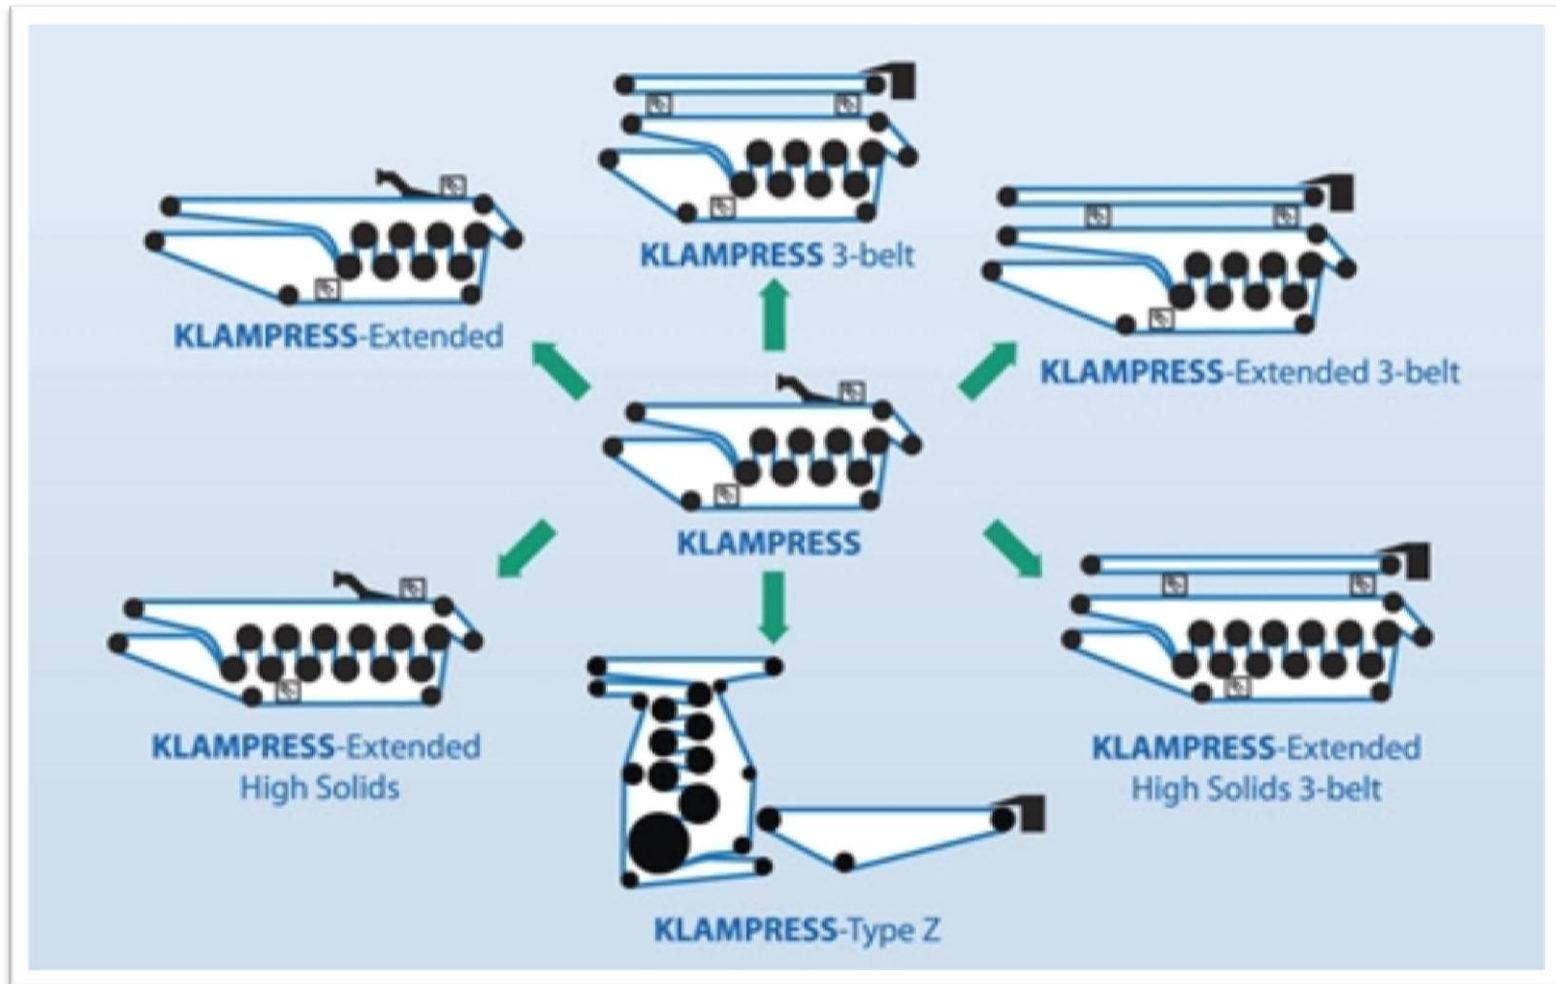 KLAMPRESS 3-belt
KLAMPRESS-Extended
KLAMPRESS-Extended 3-belt
KLAMPRESS
KLAMPRESS-Extended
High Solids
KLAMPRESS-Extended
High Solids 3-belt
KLAMPRESS-Type Z